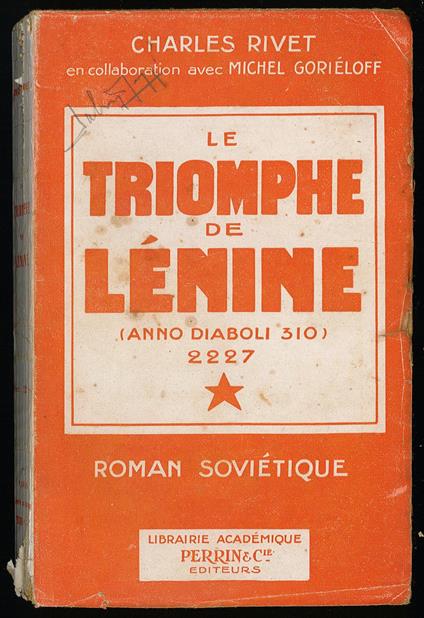 CHARLES RIVET
en collaboration avec MICHEL GORIÉLOFF
LE
TRIOMPHE
DE
LÉNINE
(ANNO DIABOLI 310)
2227
ROMAN SOVIÉTIQUE
LIBRAIRIE ACADÉMIQUE
PERRIN & CIE
EDITEURS